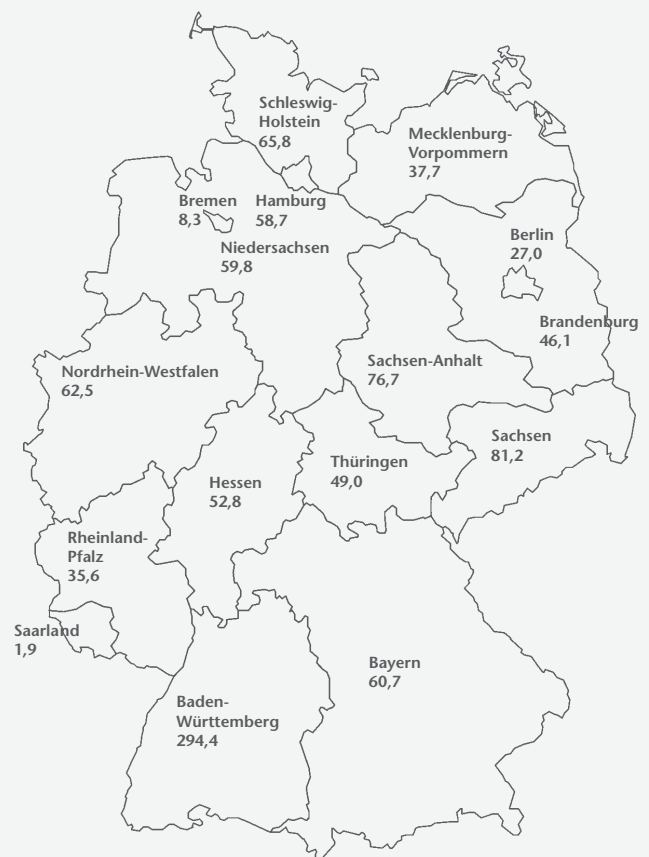 Schleswig-
Holstein
65,8
Mecklenburg-
Vorpommern
37,7
Bremen
8,3
Hamburg
58,7
Niedersachsen
59,8
Berlin
27,0
Brandenburg
46,1
Nordrhein-Westfalen
62,5
Sachsen-Anhalt
76,7
Sachsen
81,2
Thüringen
49,0
Hessen
52,8
Rheinland-
Pfalz
35,6
Saarland
1,9
Bayern
60,7
Baden-
Württemberg
294,4